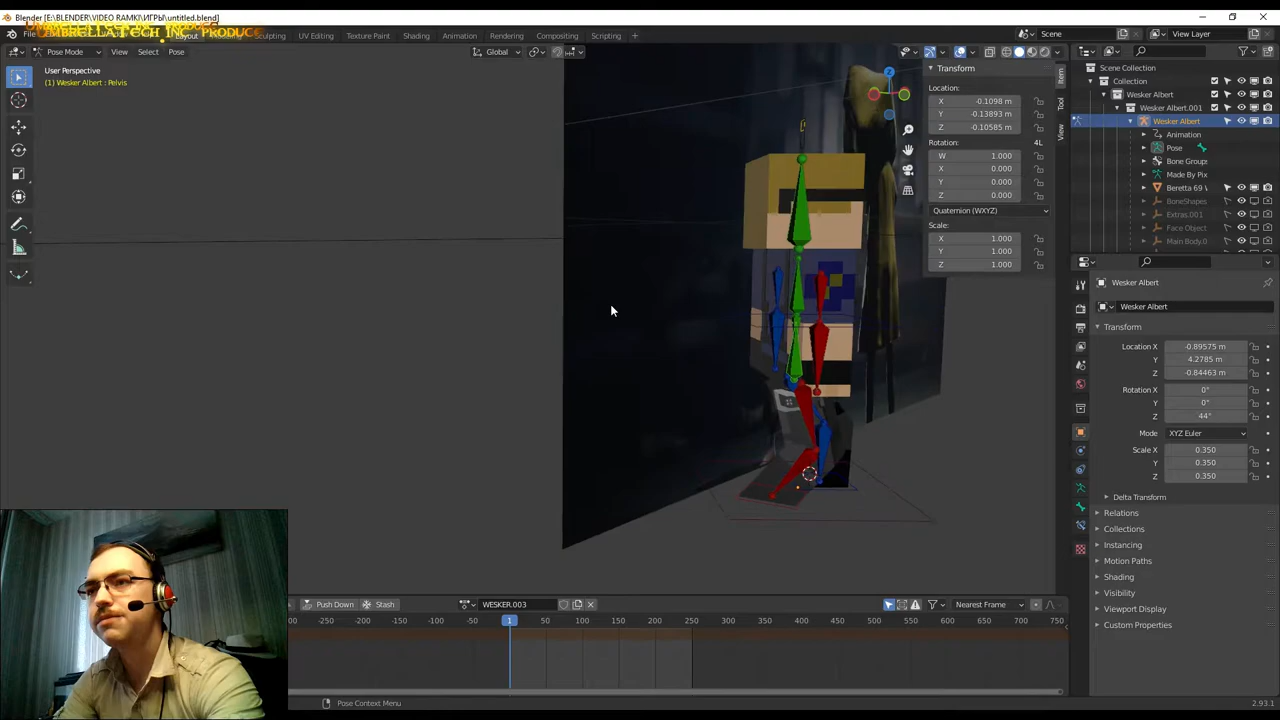 Blender [E:\BLENDER\VIDEO RAMKI\ИГРЫ\untitled.blend]
UMBRELLA TECH INC PRODUCE
Layout Sculpting UV Editing Texture Paint Shading Animation Rendering Compositing Scripting Scene View Layer
Pose Mode View Select Pose Global
User Perspective
(1) Wesker Albert : Pelvis
Transform
Location:
X -0.1098 m
Y -0.13893 m
Z -0.10585 m
Rotation: 4L
W 1.000
X 0.000
Y 0.000
Z 0.000
Quaternion (WXYZ)
Scale:
X 1.000
Y 1.000
Z 1.000
Item
Tool
View
Z
Scene Collection
Collection
Wesker Albert
Wesker Albert.001
Wesker Albert
Animation
Pose
Bone Group:
Made By Pix
Beretta 69
BoneShapes
Extras.001
Face Object
Main Body.0
Wesker Albert
Wesker Albert
Transform
Location X -0.89575 m
Y 4.2785 m
Z -0.84463 m
Rotation X 0°
Y 0°
Z 44°
Mode XYZ Euler
Scale X 0.350
Y 0.350
Z 0.350
Delta Transform
Relations
Collections
Instancing
Motion Paths
Shading
Visibility
Viewport Display
Custom Properties
Push Down Stash WESKER.003 Nearest Frame
-250 -200 -150 -100 -50 1 50 100 150 200 250 300 350 400 450 500 550 600 650 700 750
Pose Context Menu 2.93.1